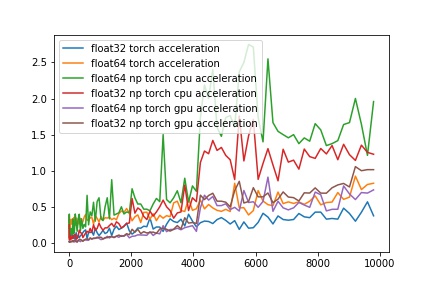 float32 torch acceleration
float64 torch acceleration
float64 np torch cpu acceleration
float32 np torch cpu acceleration
float64 np torch gpu acceleration
float32 np torch gpu acceleration
2.5
2.0
1.5
1.0
0.5
0.0
0 2000 4000 6000 8000 10000